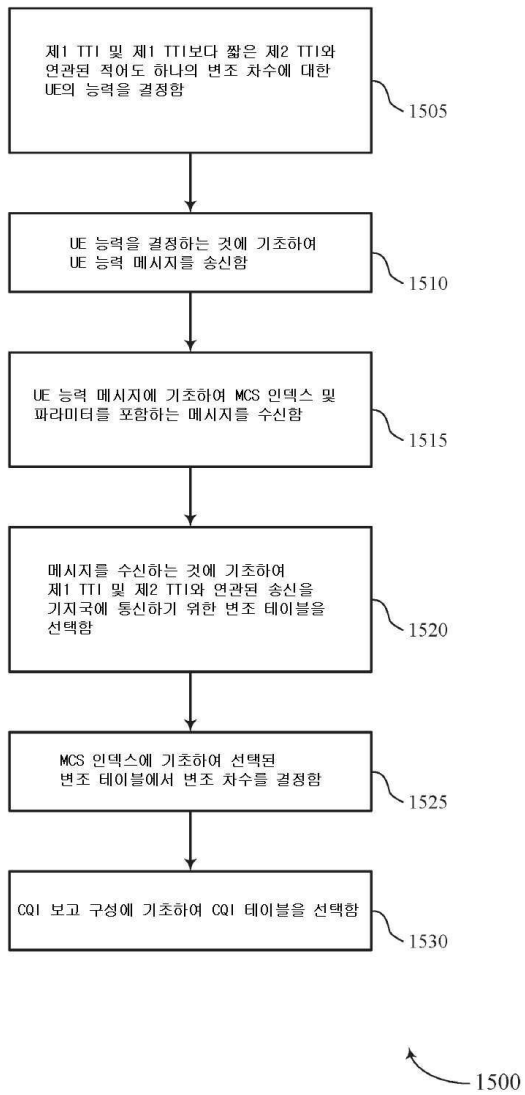 제1 TTI 및 제1 TTI보다 짧은 제2 TTI와
연관된 적어도 하나의 변조 차수에 대한
UE의 능력을 결정함
1505
UE 능력을 결정하는 것에 기초하여
UE 능력 메시지를 송신함
1510
UE 능력 메시지에 기초하여 MCS 인덱스 및
파라미터를 포함하는 메시지를 수신함
1515
메시지를 수신하는 것에 기초하여
제1 TTI 및 제2 TTI와 연관된 송신을
기지국에 통신하기 위한 변조 테이블을
선택함
1520
MCS 인덱스에 기초하여 선택된
변조 테이블에서 변조 차수를 결정함
1525
CQI 보고 구성에 기초하여 CQI 테이블을 선택함
1530
1500